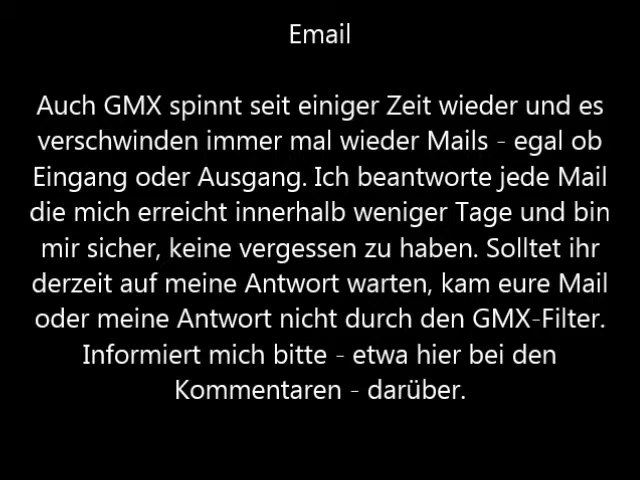 Email
Auch GMX spinnt seit einiger Zeit wieder und es
verschwinden immer mal wieder Mails - egal ob
Eingang oder Ausgang. Ich beantworte jede Mail
die mich erreicht innerhalb weniger Tage und bin
mir sicher, keine vergessen zu haben. Solltet ihr
derzeit auf meine Antwort warten, kam eure Mail
oder meine Antwort nicht durch den GMX-Filter.
Informiert mich bitte - etwa hier bei den
Kommentaren - darüber.